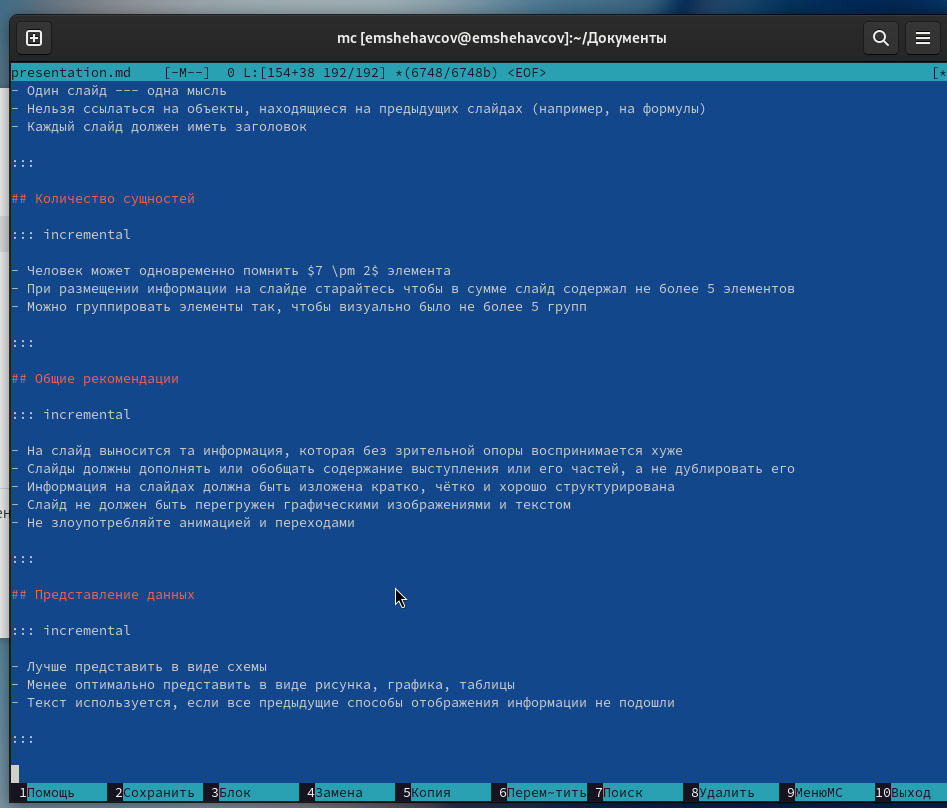 mc [emshehavcov@emshehavcov]:~/Документы
presentation.md [-M--] 0 L:[154+38 192/192] *(6748/6748b) <EOF> [*
- Один слайд --- одна мысль
- Нельзя ссылаться на объекты, находящиеся на предыдущих слайдах (например, на формулы)
- Каждый слайд должен иметь заголовок
:::
## Количество сущностей
::: incremental
- Человек может одновременно помнить $7 \pm 2$ элемента
- При размещении информации на слайде старайтесь чтобы в сумме слайд содержал не более 5 элементов
- Можно группировать элементы так, чтобы визуально было не более 5 групп
:::
## Общие рекомендации
::: incremental
- На слайд выносится та информация, которая без зрительной опоры воспринимается хуже
- Слайды должны дополнять или обобщать содержание выступления или его частей, а не дублировать его
- Информация на слайдах должна быть изложена кратко, чётко и хорошо структурирована
- Слайд не должен быть перегружен графическими изображениями и текстом
- Не злоупотребляйте анимацией и переходами
:::
## Представление данных
::: incremental
- Лучше представить в виде схемы
- Менее оптимально представить в виде рисунка, графика, таблицы
- Текст используется, если все предыдущие способы отображения информации не подошли
:::
1Помощь 2Сохранить 3Блок 4Замена 5Копия 6Перем~тить 7Поиск 8Удалить 9МенюMC 10Выход